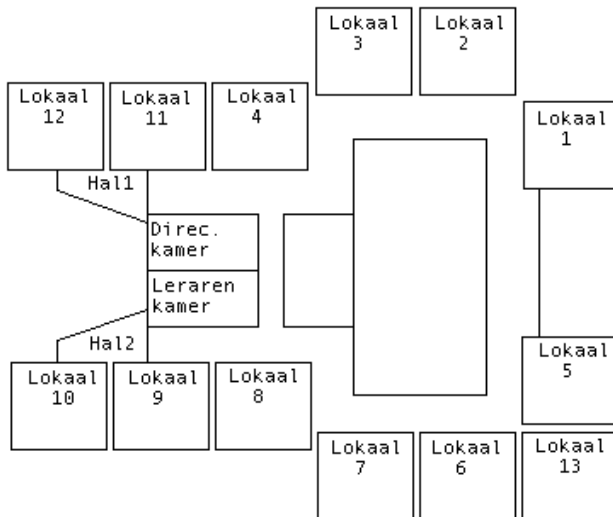 Lokaal
3
Lokaal
2
Lokaal
12
Lokaal
11
Lokaal
4
Lokaal
1
Hal1
Direc.
kamer
Leraren
kamer
Hal2
Lokaal
10
Lokaal
9
Lokaal
8
Lokaal
5
Lokaal
7
Lokaal
6
Lokaal
13